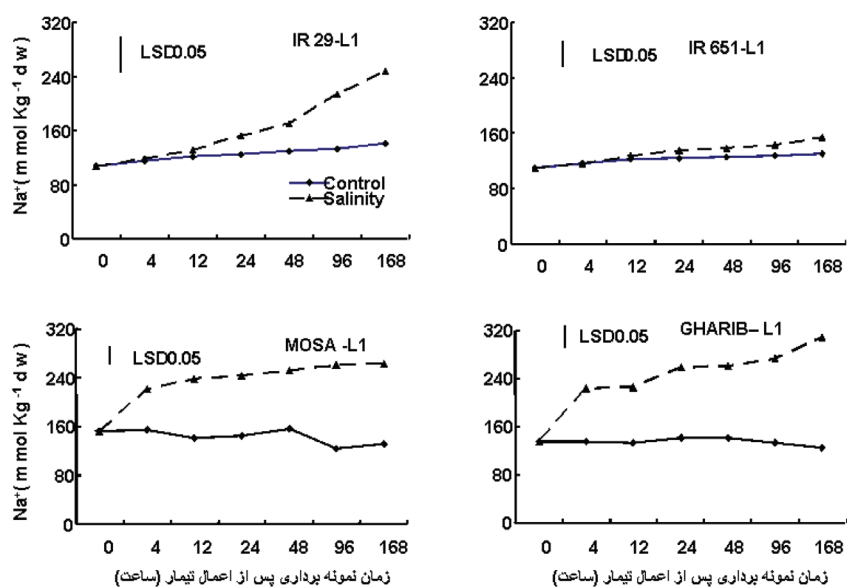 IR 29-L1
LSD0.05
Na⁺( m mol Kg⁻¹ d w)
320
240
160
80
0
Control
Salinity
0 4 12 24 48 96 168
IR 651-L1
LSD0.05
320
240
160
80
0
0 4 12 24 48 96 168
MOSA -L1
LSD0.05
Na⁺( m mol Kg⁻¹ d w)
320
240
160
80
0
0 4 12 24 48 96 168
زمان نمونه برداری پس از اعمال تیمار (ساعت)
GHARIB– L1
LSD0.05
320
240
160
80
0
0 4 12 24 48 96 168
زمان نمونه برداری پس از اعمال تیمار (ساعت)